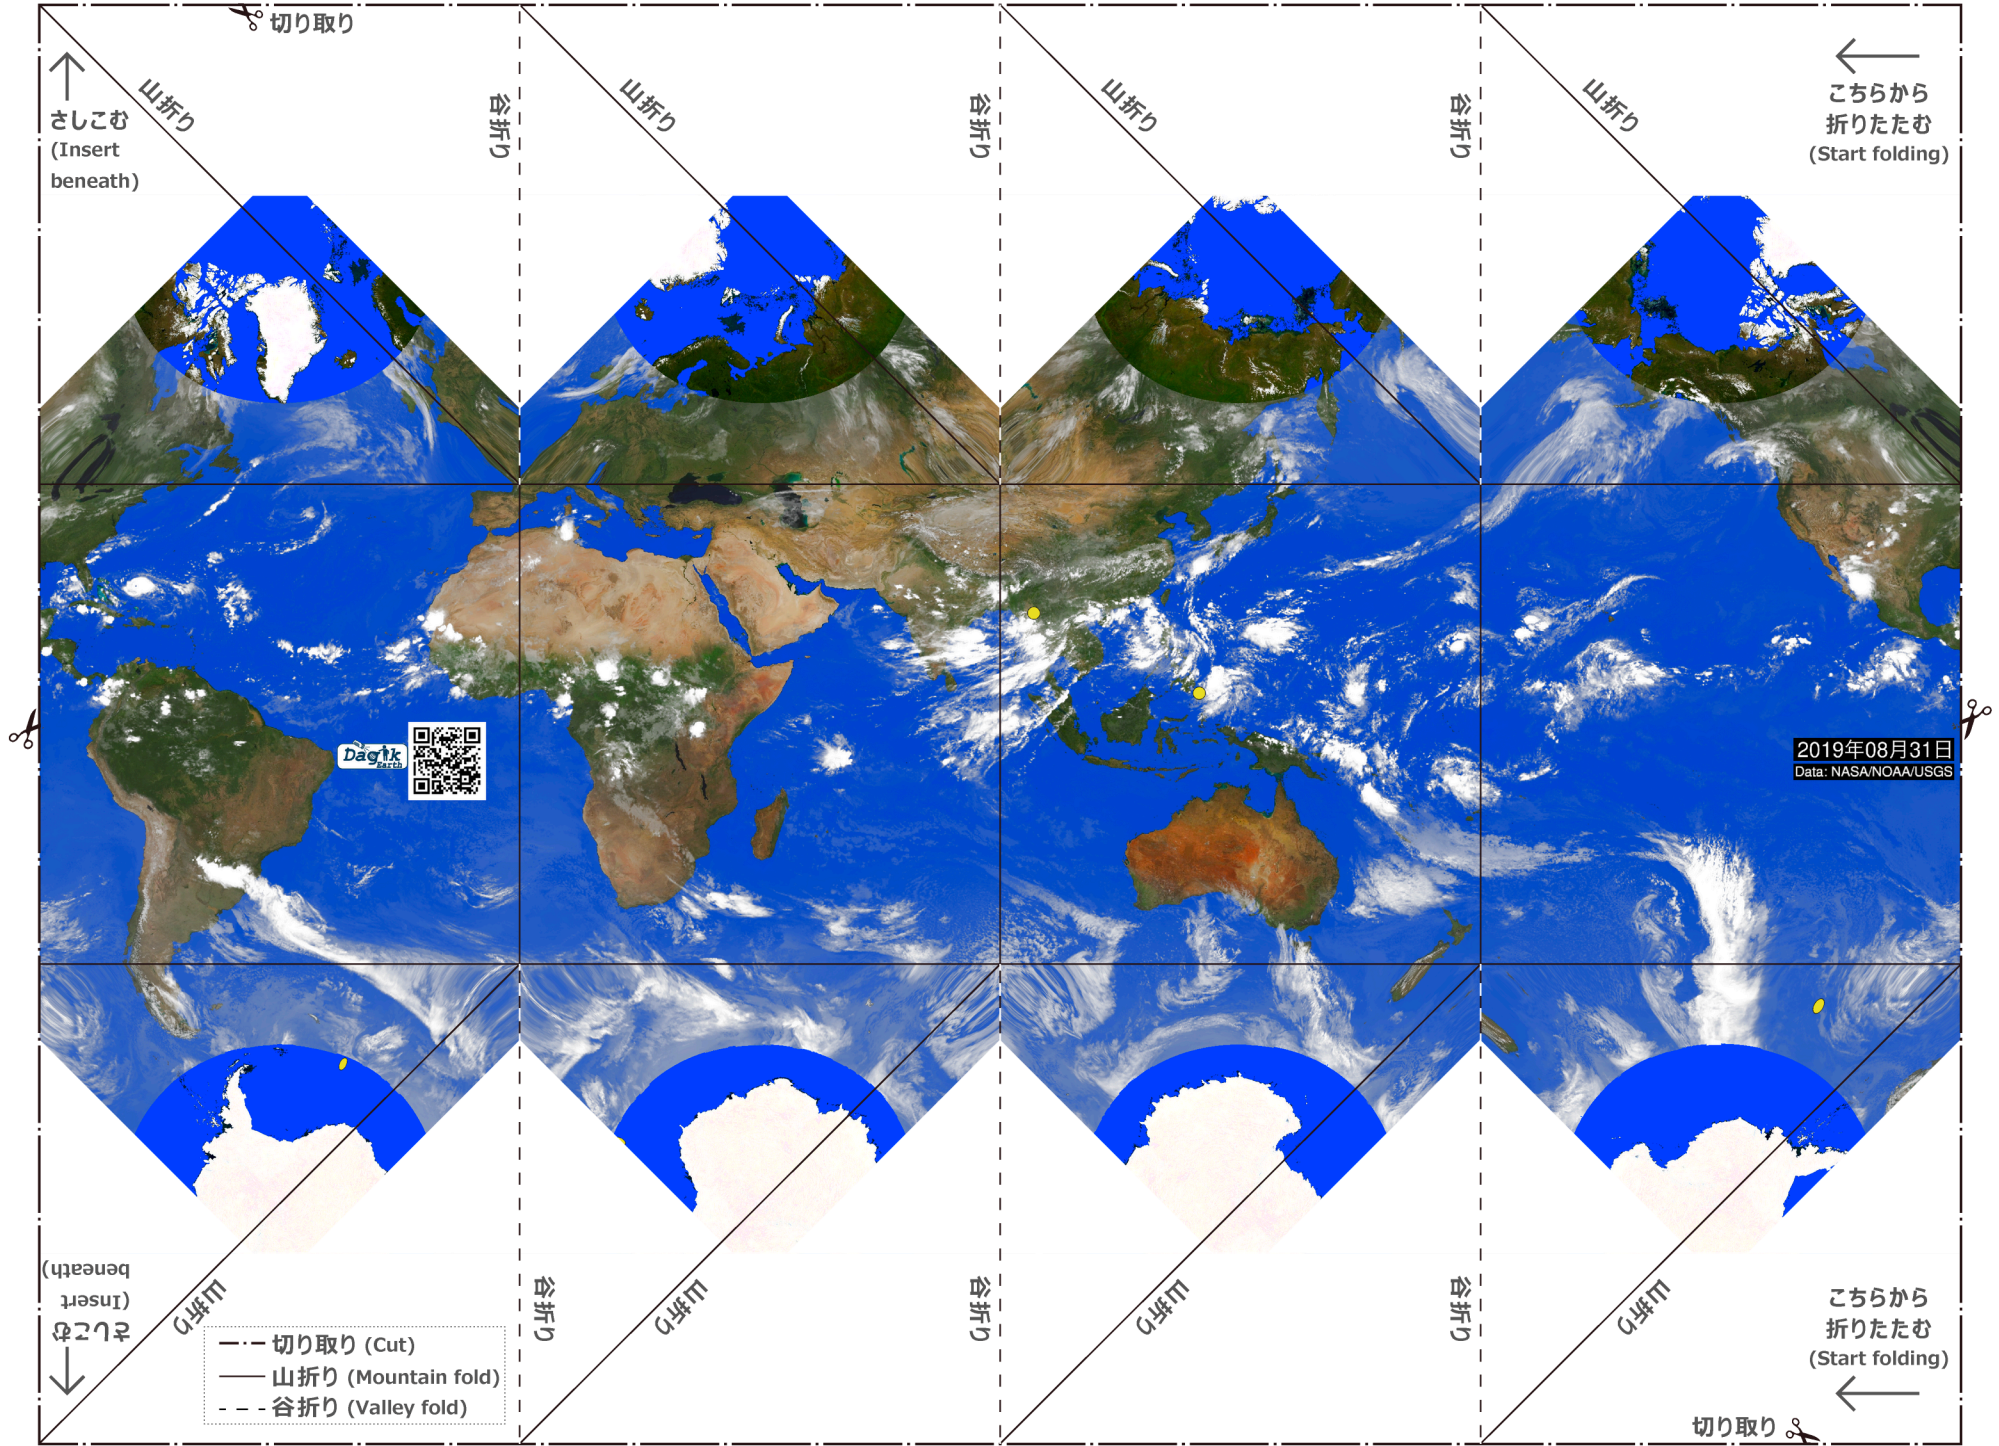 切り取り
さしこむ
(Insert
beneath)
山折り
谷折り
山折り
谷折り
山折り
谷折り
山折り
こちらから
折りたたむ
(Start folding)
Dagik
Earth
2019年08月31日
Data: NASA/NOAA/USGS
さしこむ
(Insert
beneath)
山折り
谷折り
山折り
谷折り
山折り
谷折り
山折り
こちらから
折りたたむ
(Start folding)
切り取り (Cut)
山折り (Mountain fold)
谷折り (Valley fold)
切り取り